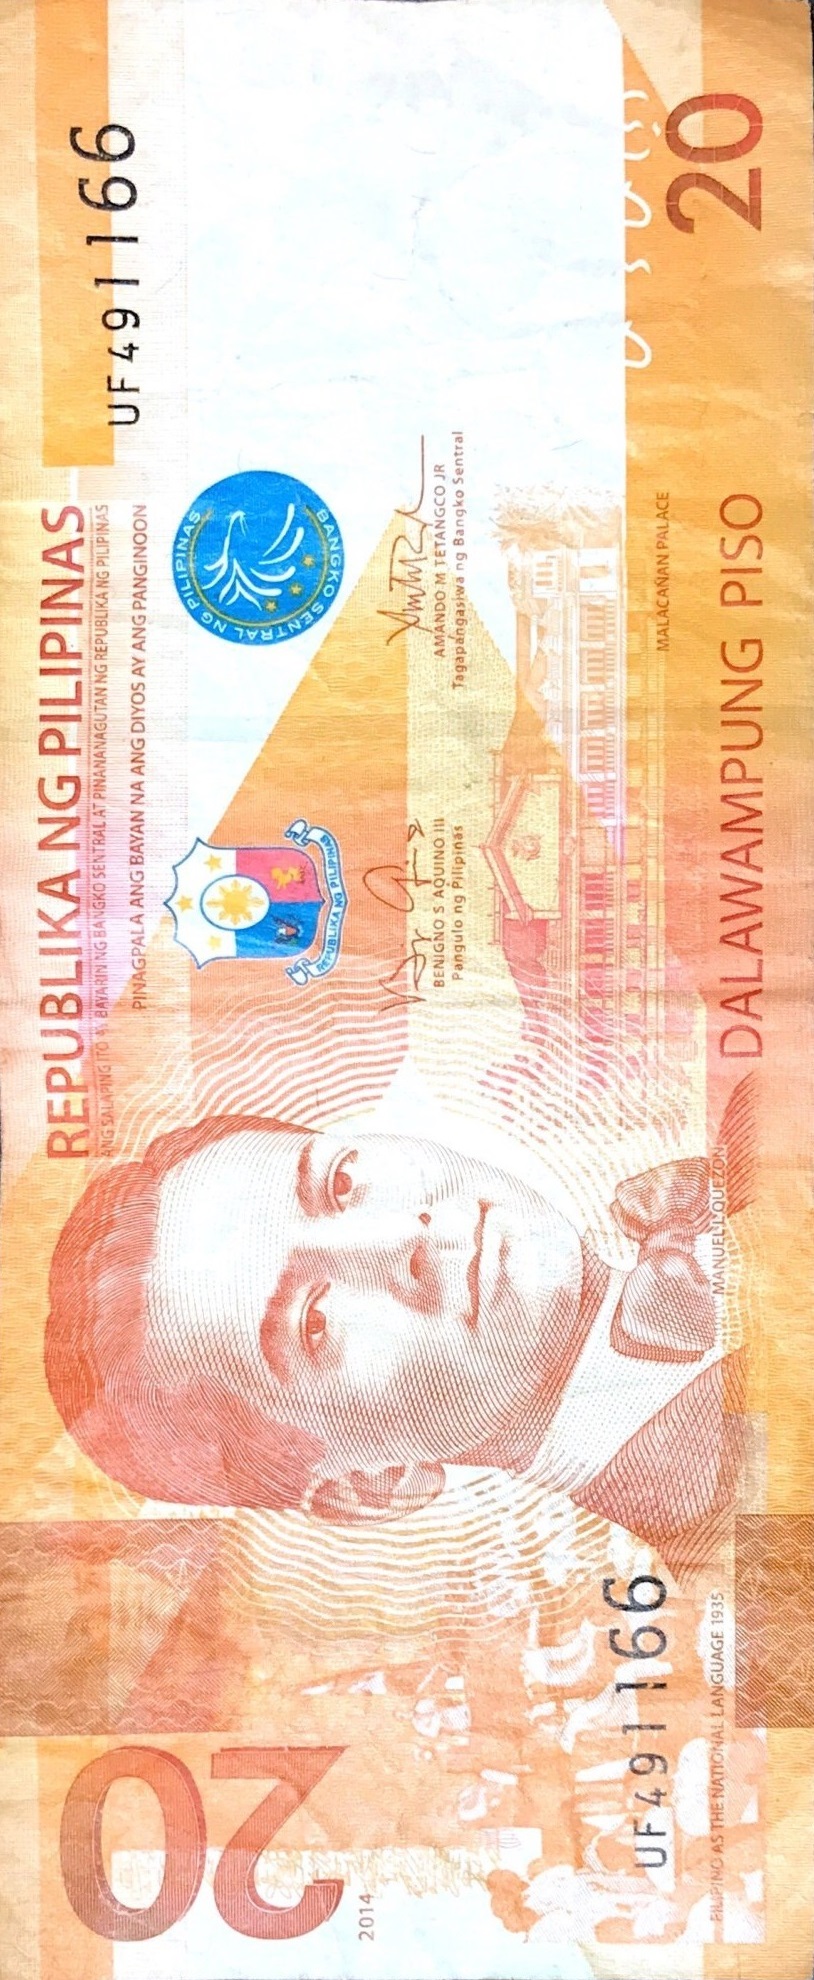 REPUBLIKA NG PILIPINAS
UF491166
ANG SALAPING ITO AY BAYARIN NG BANGKO SENTRAL AT PINANANAGUTAN NG REPUBLIKA NG PILIPINAS
PINAGPALA ANG BAYAN NA ANG DIYOS AY ANG PANGINOON
20
2014
REPUBLIKA NG PILIPINAS
BANGKO SENTRAL NG PILIPINAS
BENIGNO S AQUINO III
Pangulo ng Pilipinas
AMANDO M TETANGCO JR
Tagapangasiwa ng Bangko Sentral
UF491166
MALACAÑAN PALACE
FILIPINO AS THE NATIONAL LANGUAGE 1935
MANUEL L QUEZON
DALAWAMPUNG PISO
20